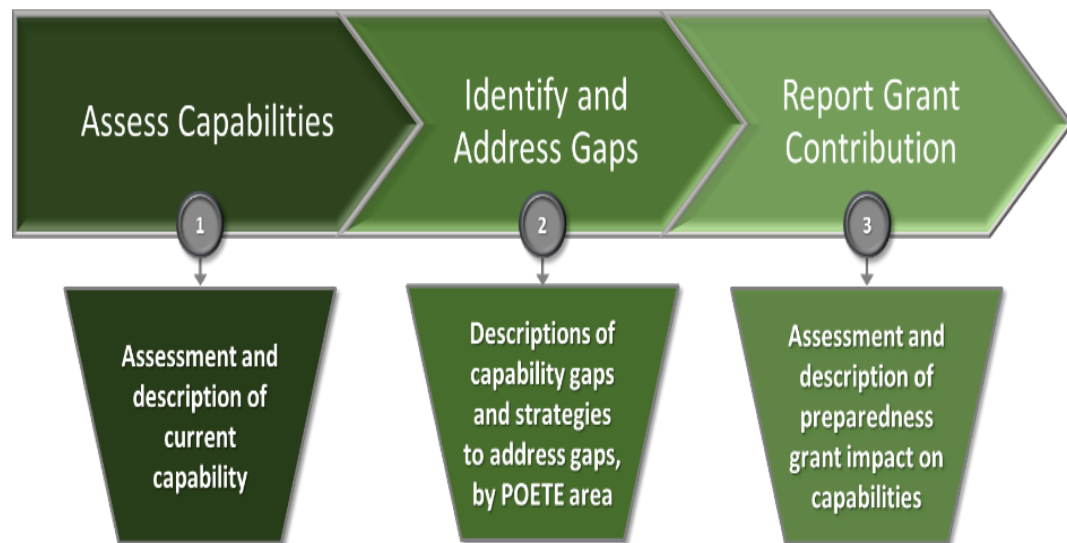 Assess Capabilities
Identify and
Address Gaps
Report Grant
Contribution
1
2
3
Assessment and
description of
current
capability
Descriptions of
capability gaps
and strategies
to address gaps,
by POETE area
Assessment and
description of
preparedness
grant impact on
capabilities